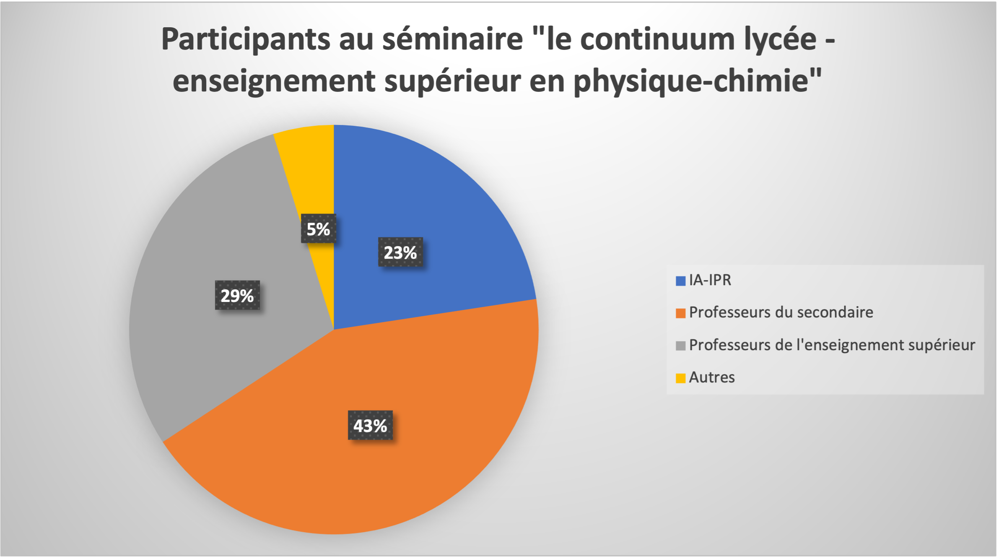 Participants au séminaire "le continuum lycée -
enseignement supérieur en physique-chimie"
5%
23%
29%
43%
IA-IPR
Professeurs du secondaire
Professeurs de l'enseignement supérieur
Autres